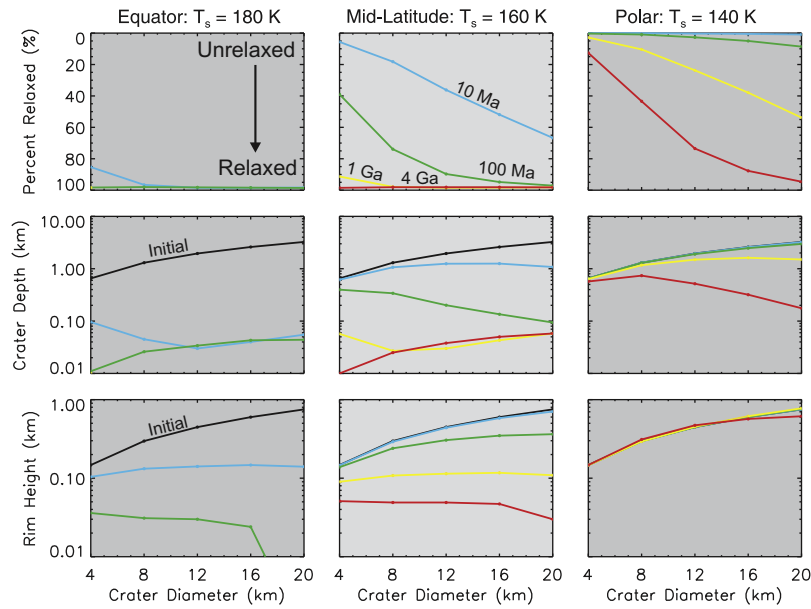 Equator: Ts = 180 K
Mid-Latitude: Ts = 160 K
Polar: Ts = 140 K
Percent Relaxed (%)
0
20
40
60
80
100
Unrelaxed
Relaxed
10 Ma
1 Ga
4 Ga
100 Ma
Crater Depth (km)
10.00
1.00
0.10
0.01
Initial
Rim Height (km)
1.00
0.10
0.01
Initial
4 8 12 16 20
Crater Diameter (km)
4 8 12 16 20
Crater Diameter (km)
4 8 12 16 20
Crater Diameter (km)